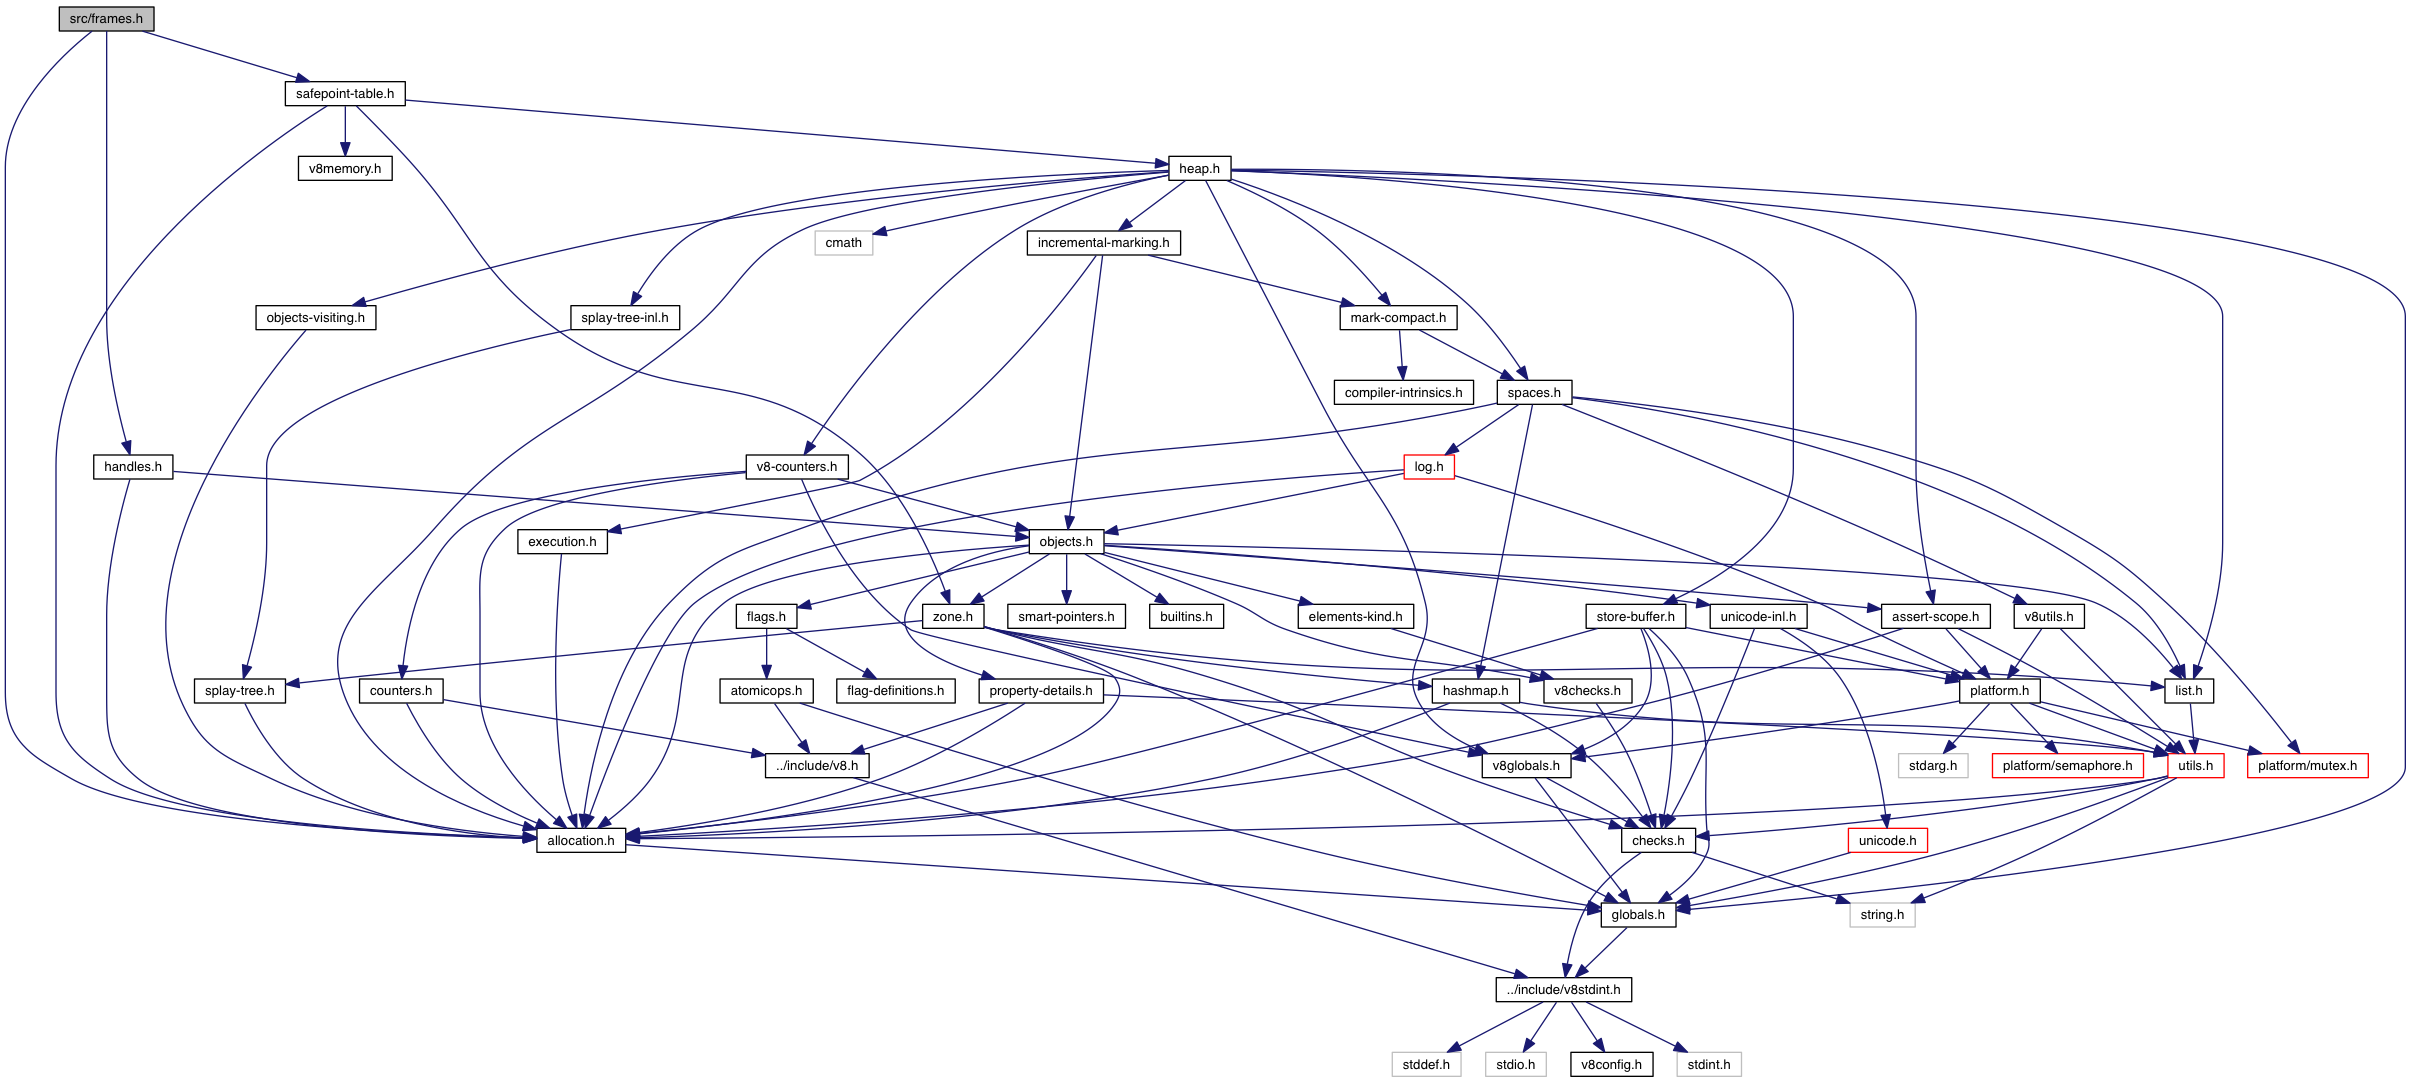 src/frames.h
safepoint-table.h
v8memory.h
heap.h
cmath
incremental-marking.h
objects-visiting.h
splay-tree-inl.h
mark-compact.h
compiler-intrinsics.h
spaces.h
handles.h
v8-counters.h
log.h
execution.h
objects.h
flags.h
zone.h
smart-pointers.h
builtins.h
elements-kind.h
store-buffer.h
unicode-inl.h
assert-scope.h
v8utils.h
splay-tree.h
counters.h
atomicops.h
flag-definitions.h
property-details.h
hashmap.h
v8checks.h
platform.h
list.h
../include/v8.h
v8globals.h
stdarg.h
platform/semaphore.h
utils.h
platform/mutex.h
allocation.h
checks.h
unicode.h
globals.h
string.h
../include/v8stdint.h
stddef.h
stdio.h
v8config.h
stdint.h